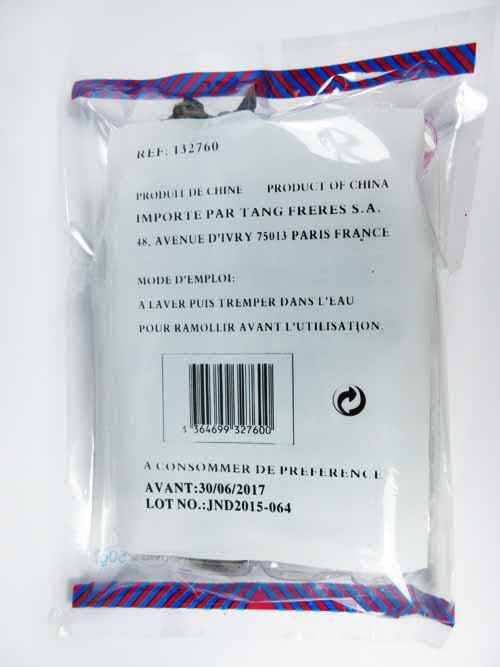 REF: 132760
PRODUIT DE CHINE PRODUCT OF CHINA
IMPORTE PAR TANG FRERES S.A.
48, AVENUE D'IVRY 75013 PARIS FRANCE
MODE D'EMPLOI:
A LAVER PUIS TREMPER DANS L'EAU
POUR RAMOLLIR AVANT L'UTILISATION.
3 364699 327600
A CONSOMMER DE PREFERENCE
AVANT:30/06/2017
LOT NO.:JND2015-064